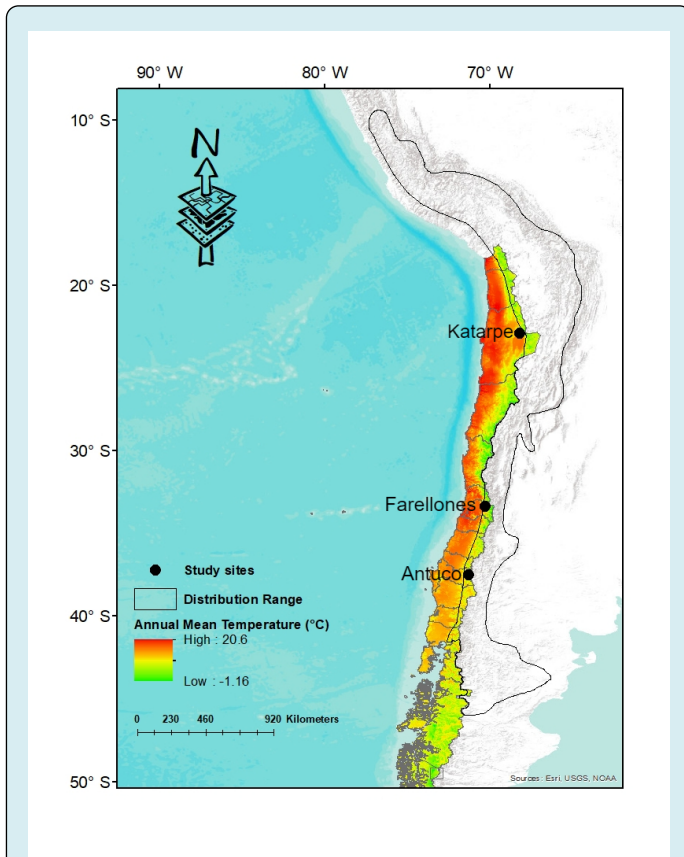 90° W 80° W 70° W
10° S
N
20° S
Katarpe
30° S
Farellones
Study sites
Antuco
Distribution Range
40° S
Annual Mean Temperature (°C)
High : 20.6
Low : -1.16
0 230 460 920 Kilometers
50° S
Sources: Esri, USGS, NOAA